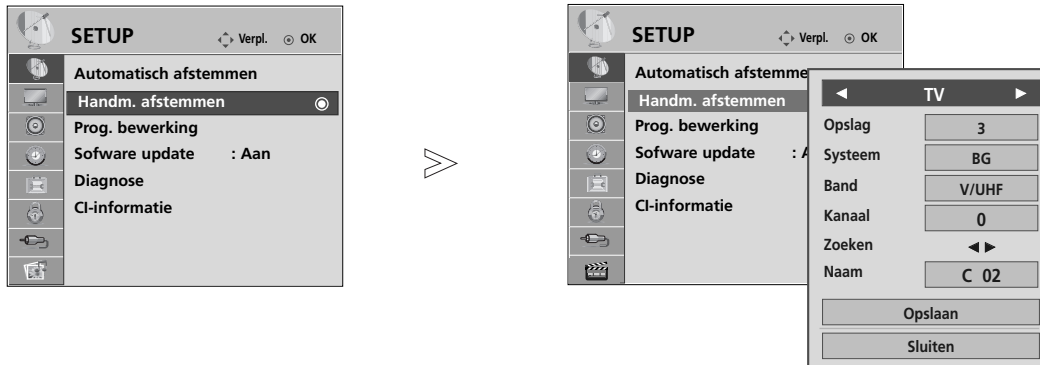 SETUP Verpl. OK
Automatisch afstemmen
Handm. afstemmen
Prog. bewerking
Sofware update : Aan
Diagnose
CI-informatie
SETUP Verpl. OK
Automatisch afstemme
Handm. afstemmen
Prog. bewerking
Sofware update : A
Diagnose
CI-informatie
TV
Opslag 3
Systeem BG
Band V/UHF
Kanaal 0
Zoeken
Naam C 02
Opslaan
Sluiten